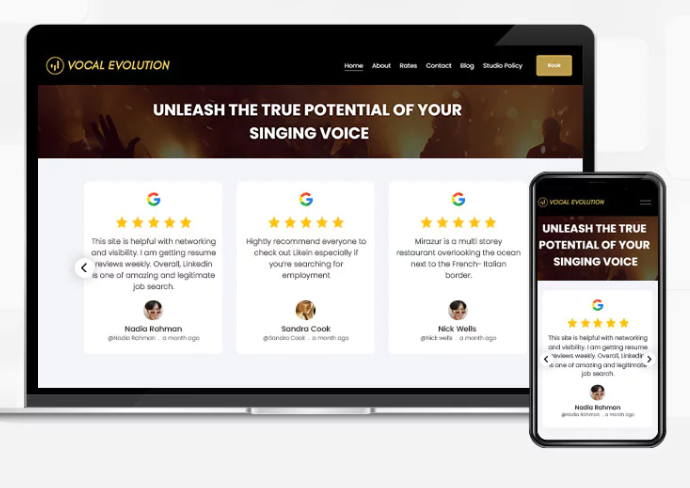 VOCAL EVOLUTION
Home About Rates Contact Blog Studio Policy Book
UNLEASH THE TRUE POTENTIAL OF YOUR
SINGING VOICE
This site is helpful with networking
and visibility. I am getting resume
reviews weekly. Overall, Linkedin
is one of amazing and legitimate
job search.
Nadia Rahman
@Nadia Rahman . a month ago
Hightly recommend everyone to
check out Likein especially if
you're searching for
employment
Sandra Cook
@Sandra Cook . a month ago
Mirazur is a multi storey
restaurant overlooking the ocean
next to the French- Italian
border.
Nick Wells
@Nick wells . a month ago
VOCAL EVOLUTION
UNLEASH THE TRUE
POTENTIAL OF YOUR
SINGING VOICE
This site is helpful with networking
and visibility. I am getting resume
reviews weekly. Overall, Linkedin
is one of amazing and legitimate
job search.
Nadia Rahman
@Nadia Rahman . a month ago